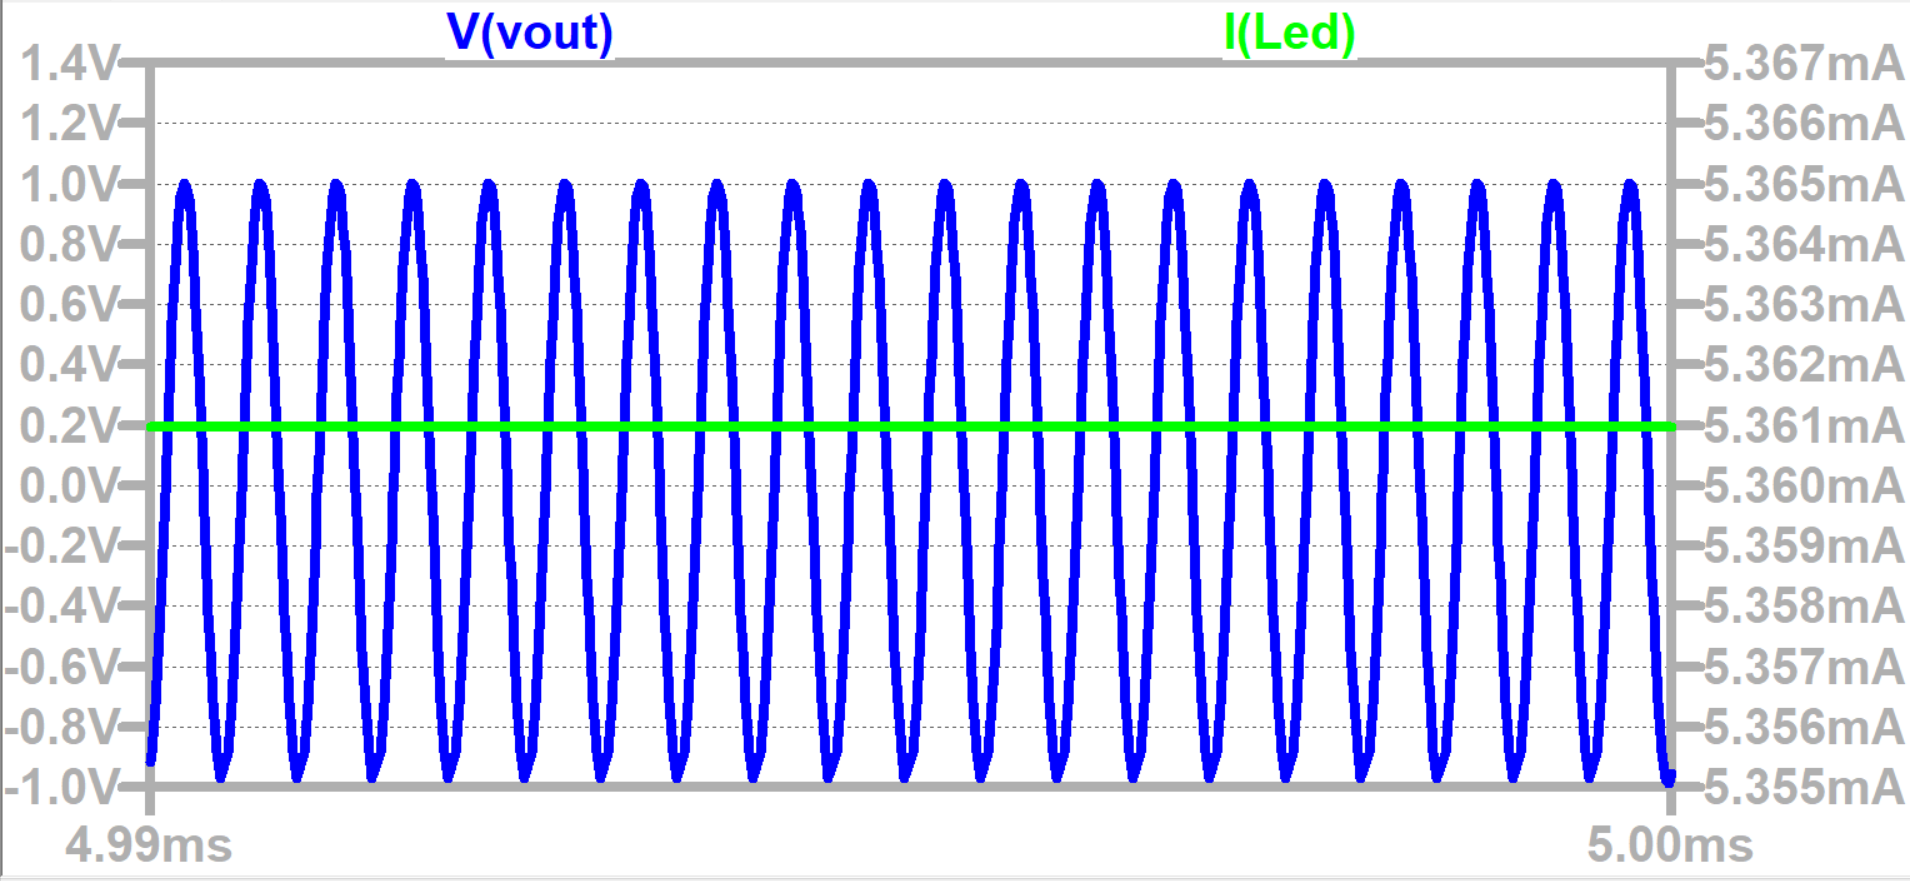 V(vout) I(Led)
1.4V 5.367mA
1.2V 5.366mA
1.0V 5.365mA
0.8V 5.364mA
0.6V 5.363mA
0.4V 5.362mA
0.2V 5.361mA
0.0V 5.360mA
-0.2V 5.359mA
-0.4V 5.358mA
-0.6V 5.357mA
-0.8V 5.356mA
-1.0V 5.355mA
4.99ms 5.00ms